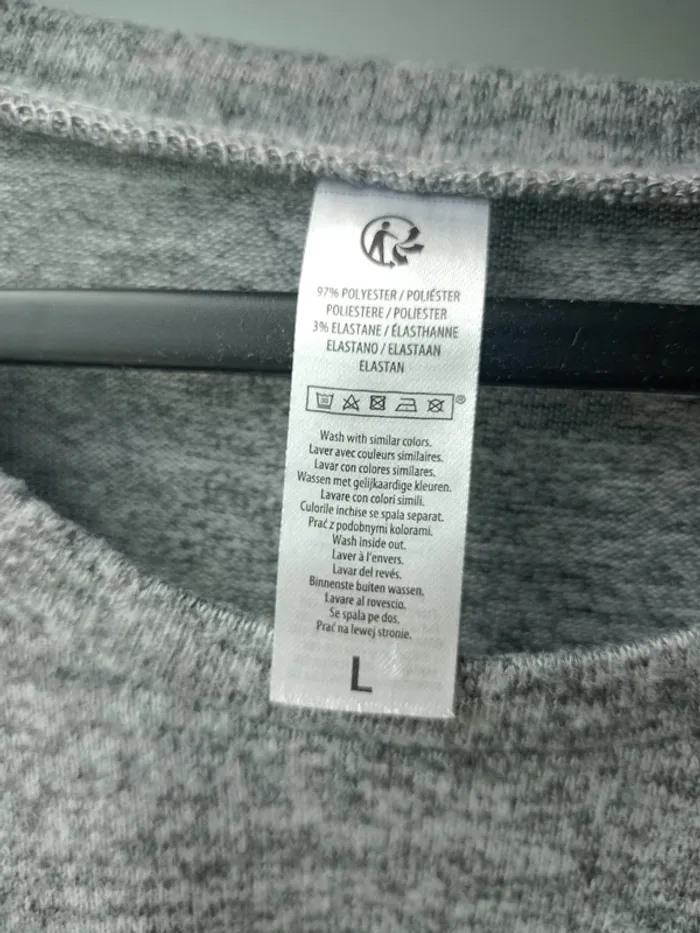 97% POLYESTER / POLIÉSTER
POLIESTERE / POLIESTER
3% ELASTANE / ÉLASTHANNE
ELASTANO / ELASTAAN
ELASTAN
30
®
Wash with similar colors.
Laver avec couleurs similaires.
Lavar con colores similares.
Wassen met gelijkaardige kleuren.
Lavare con colori simili.
Culorile inchise se spala separat.
Prać z podobnymi kolorami.
Wash inside out.
Laver à l'envers.
Lavar del revés.
Binnenste buiten wassen.
Lavare al rovescio.
Se spala pe dos.
Prać na lewej stronie.
L